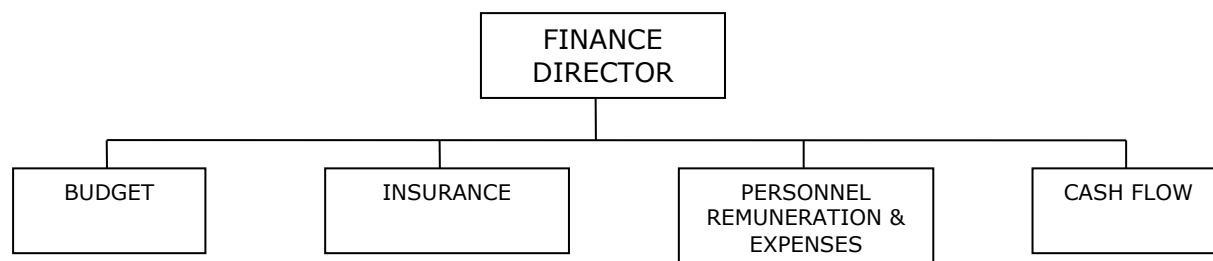 FINANCE
DIRECTOR
BUDGET
INSURANCE
PERSONNEL
REMUNERATION &
EXPENSES
CASH FLOW